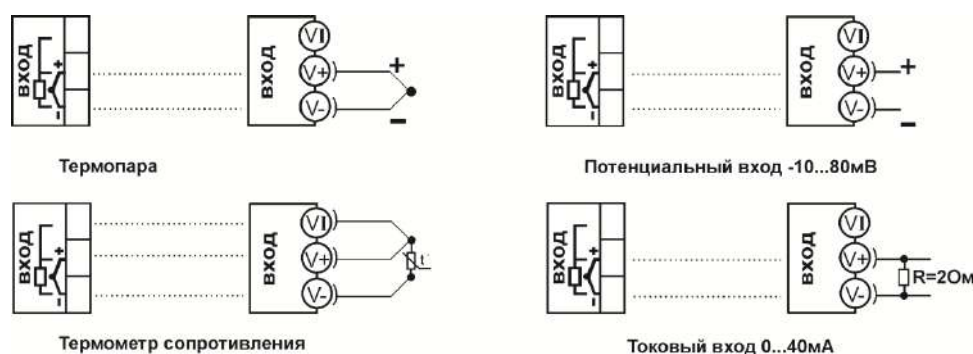 ВХОД + -
ВХОД VI V+ V- + -
Термопара
ВХОД + -
ВХОД VI V+ V- + -
Потенциальный вход -10...80мВ
ВХОД + -
ВХОД VI V+ V- t
Термометр сопротивления
ВХОД + -
ВХОД VI V+ V- R=2Ом
Токовый вход 0...40мА